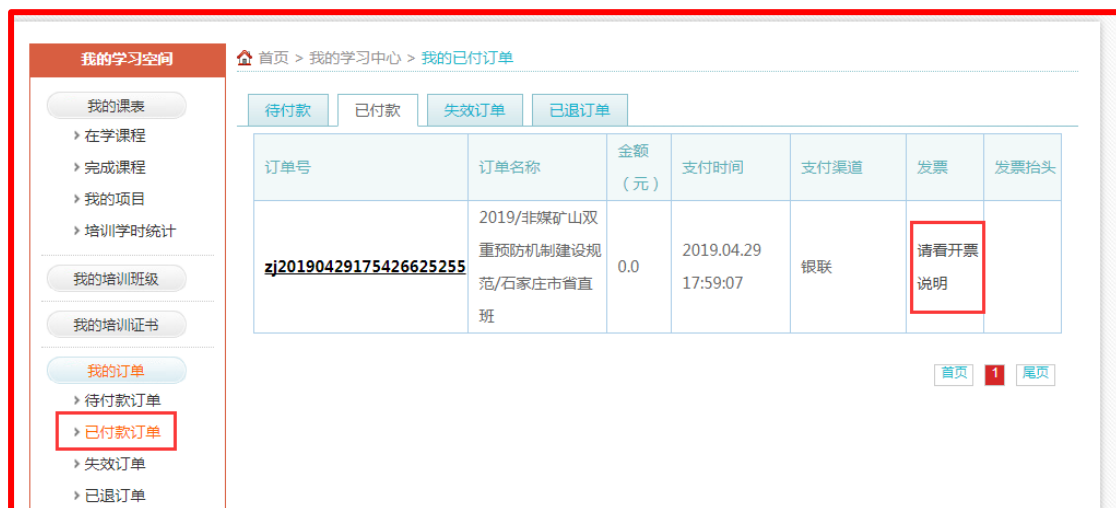 我的学习空间
我的课表
在学课程
完成课程
我的项目
培训学时统计
我的培训班级
我的培训证书
我的订单
待付款订单
已付款订单
失效订单
已退订单
首页 > 我的学习中心 > 我的已付订单
待付款 已付款 失效订单 已退订单
订单号 订单名称 金额（元） 支付时间 支付渠道 发票 发票抬头
zj20190429175426625255
2019/非媒矿山双
重预防机制建设规
范/石家庄市省直
班
0.0
2019.04.29
17:59:07
银联
请看开票
说明
首页 1 尾页